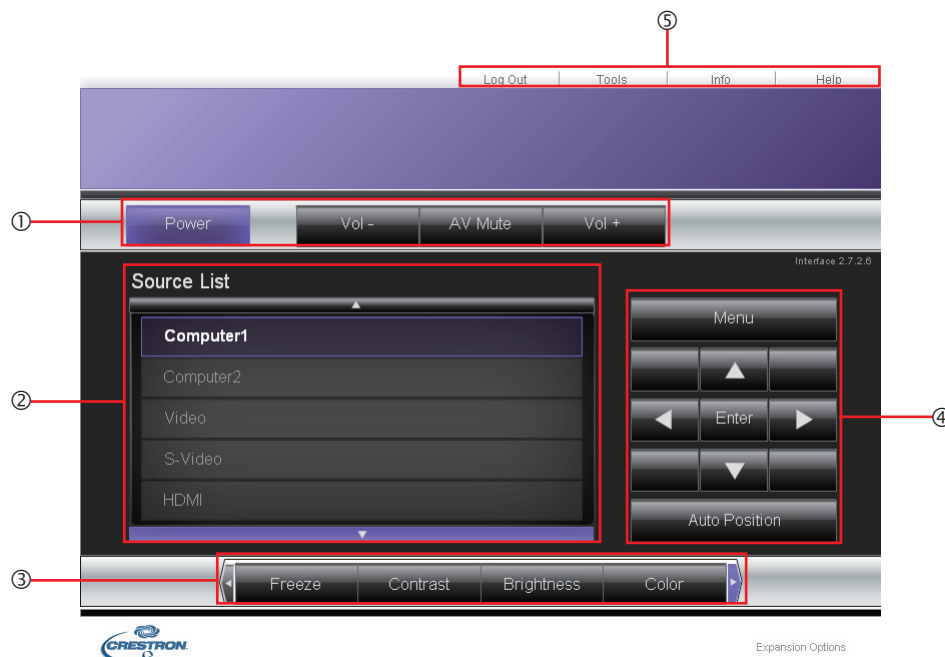 ⑤
Log Out Tools Info Help
① Power Vol - AV Mute Vol +
Interface 2.7.2.6
Source List
Computer1
Menu
Computer2
② Video
Enter ④
S-Video
HDMI
Auto Position
③ Freeze Contrast Brightness Color
CRESTRON
Expansion Options